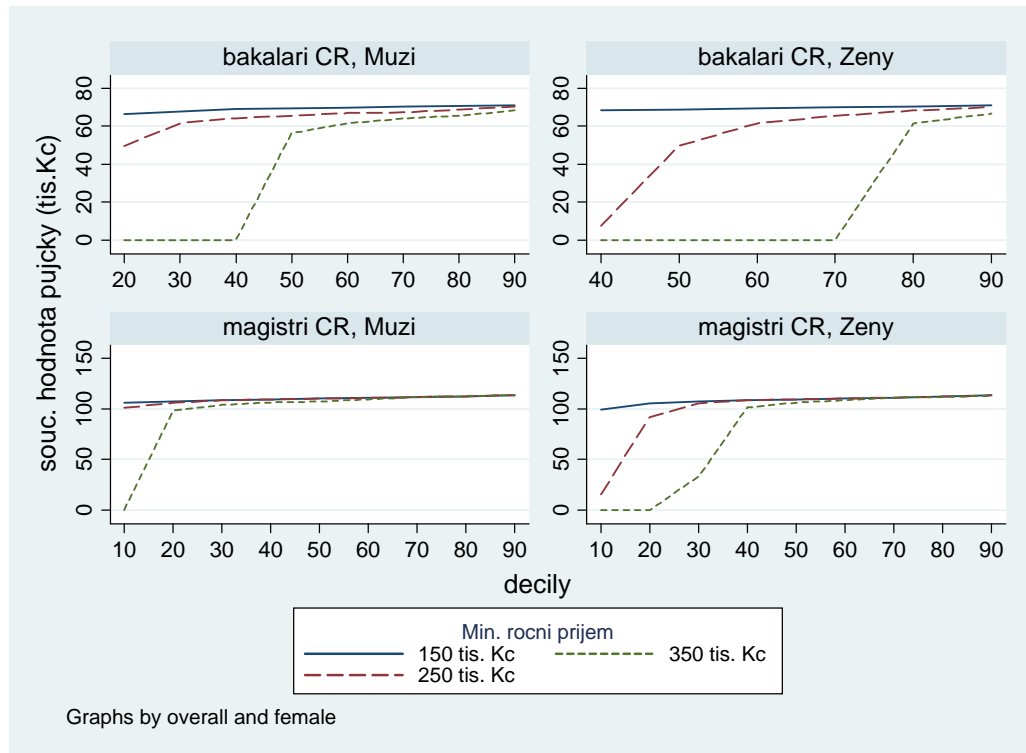 bakalari CR, Muzi
bakalari CR, Zeny
80
60
40
20
0
20 30 40 50 60 70 80 90
80
60
40
20
0
40 50 60 70 80 90
magistri CR, Muzi
magistri CR, Zeny
150
100
50
0
10 20 30 40 50 60 70 80 90
150
100
50
0
10 20 30 40 50 60 70 80 90
souc. hodnota pujcky (tis.Kc)
decily
Min. rocni prijem
150 tis. Kc
350 tis. Kc
250 tis. Kc
Graphs by overall and female